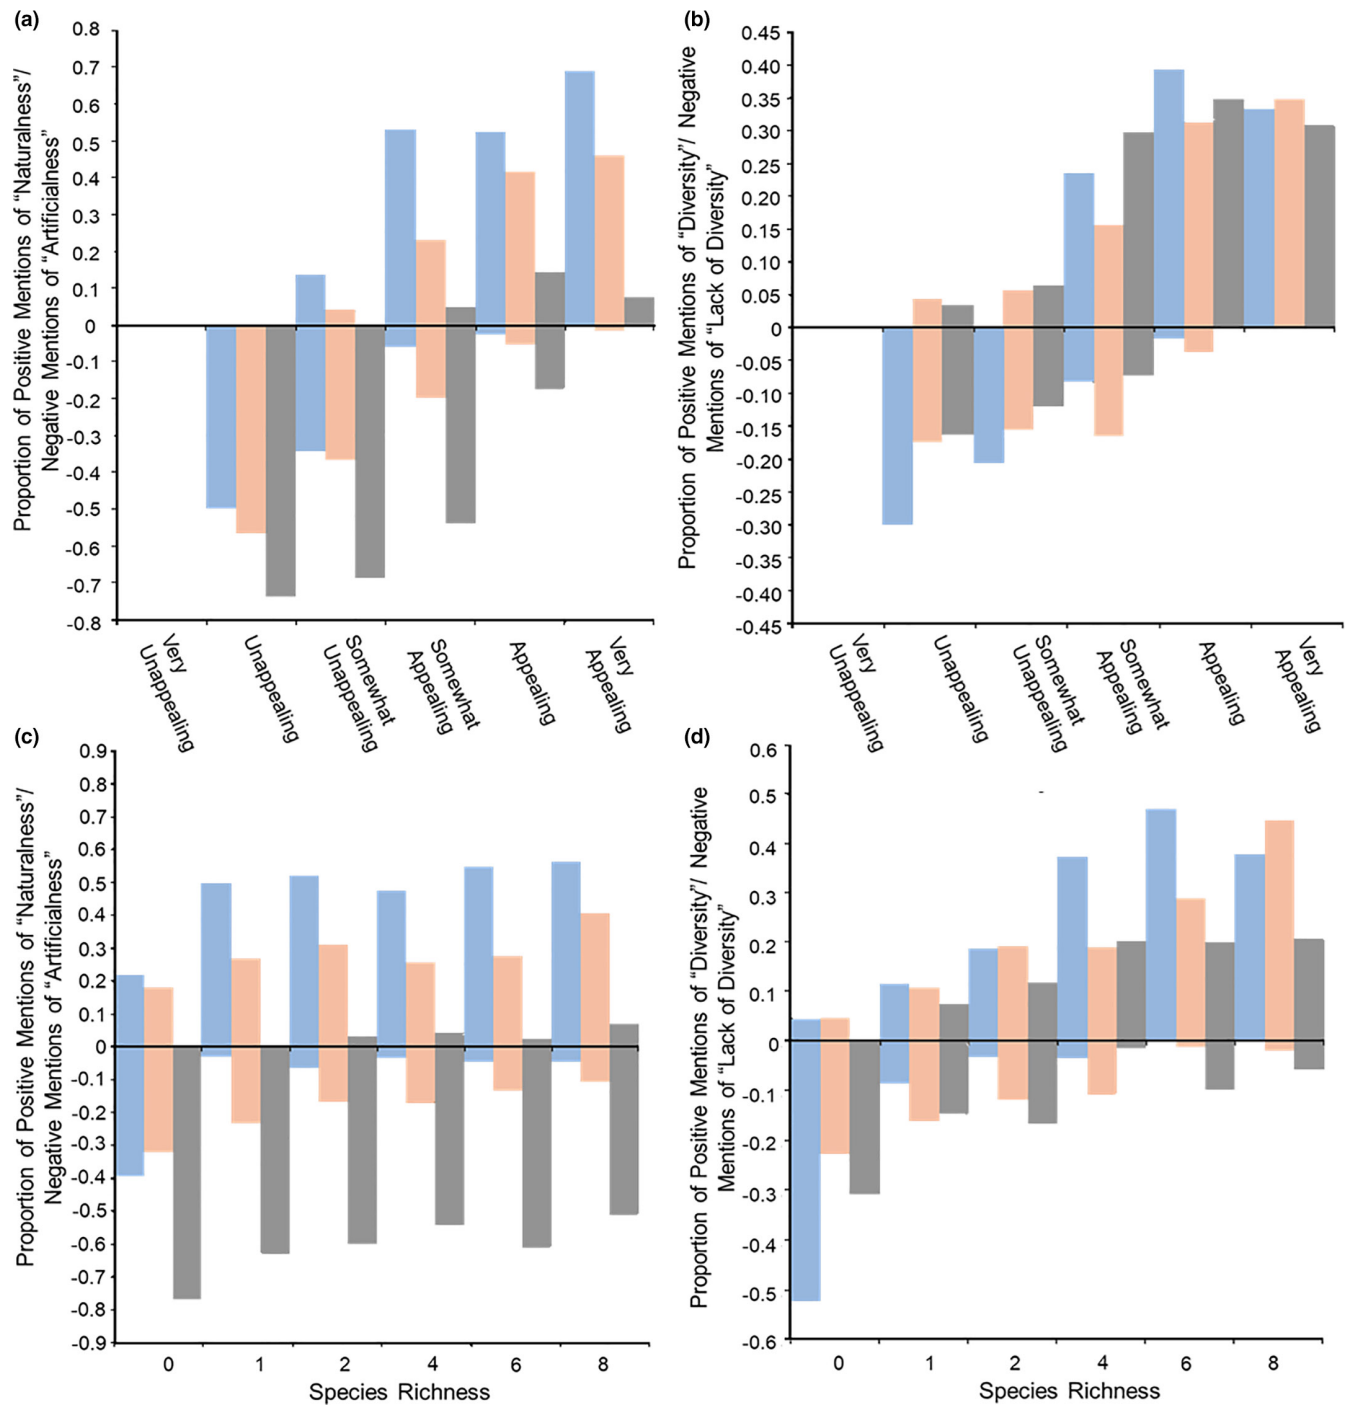 (a)
Proportion of Positive Mentions of “Naturalness”/
Negative Mentions of “Artificialness”
0.8
0.7
0.6
0.5
0.4
0.3
0.2
0.1
0
-0.1
-0.2
-0.3
-0.4
-0.5
-0.6
-0.7
-0.8
Very
Unappealing
Unappealing
Somewhat
Unappealing
Somewhat
Appealing
Appealing
Very
Appealing
(b)
Proportion of Positive Mentions of “Diversity”/ Negative
Mentions of “Lack of Diversity”
0.45
0.40
0.35
0.30
0.25
0.20
0.15
0.10
0.05
0
-0.05
-0.10
-0.15
-0.20
-0.25
-0.30
-0.35
-0.40
-0.45
Very
Unappealing
Unappealing
Somewhat
Unappealing
Somewhat
Appealing
Appealing
Very
Appealing
(c)
Proportion of Positive Mentions of “Naturalness”/
Negative Mentions of “Artificialness”
0.9
0.8
0.7
0.6
0.5
0.4
0.3
0.2
0.1
0
-0.1
-0.2
-0.3
-0.4
-0.5
-0.6
-0.7
-0.8
-0.9
0 1 2 4 6 8
Species Richness
(d)
Proportion of Positive Mentions of “Diversity”/ Negative
Mentions of “Lack of Diversity”
0.6
0.5
0.4
0.3
0.2
0.1
0
-0.1
-0.2
-0.3
-0.4
-0.5
-0.6
0 1 2 4 6 8
Species Richness